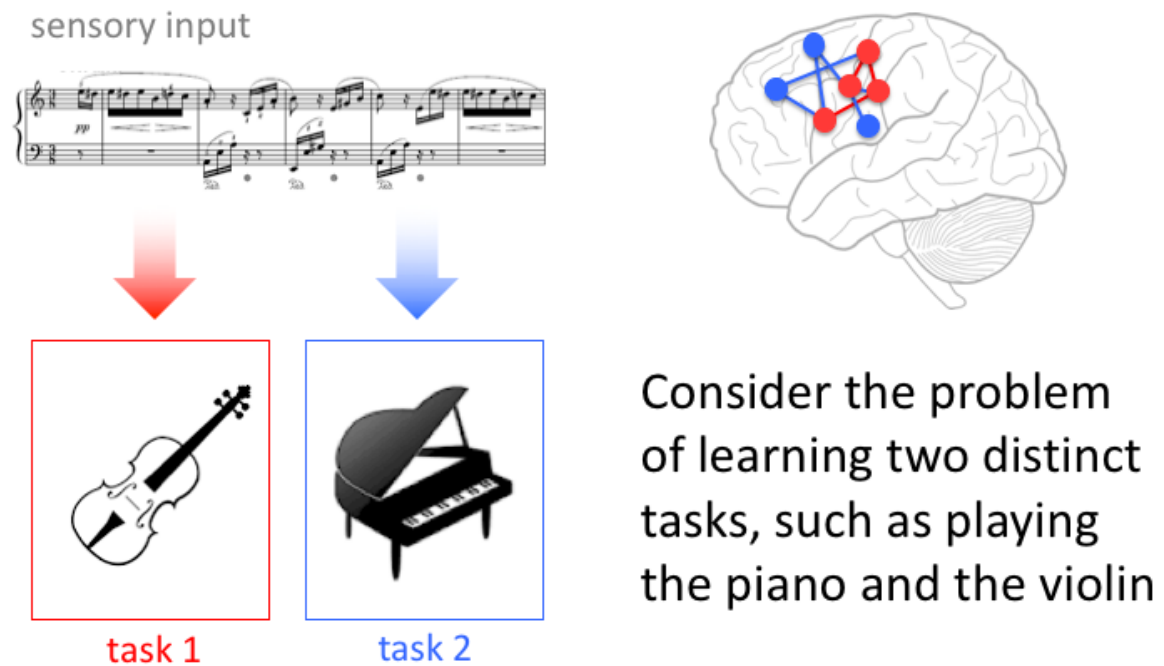 sensory input
pp
task 1
task 2
Consider the problem
of learning two distinct
tasks, such as playing
the piano and the violin